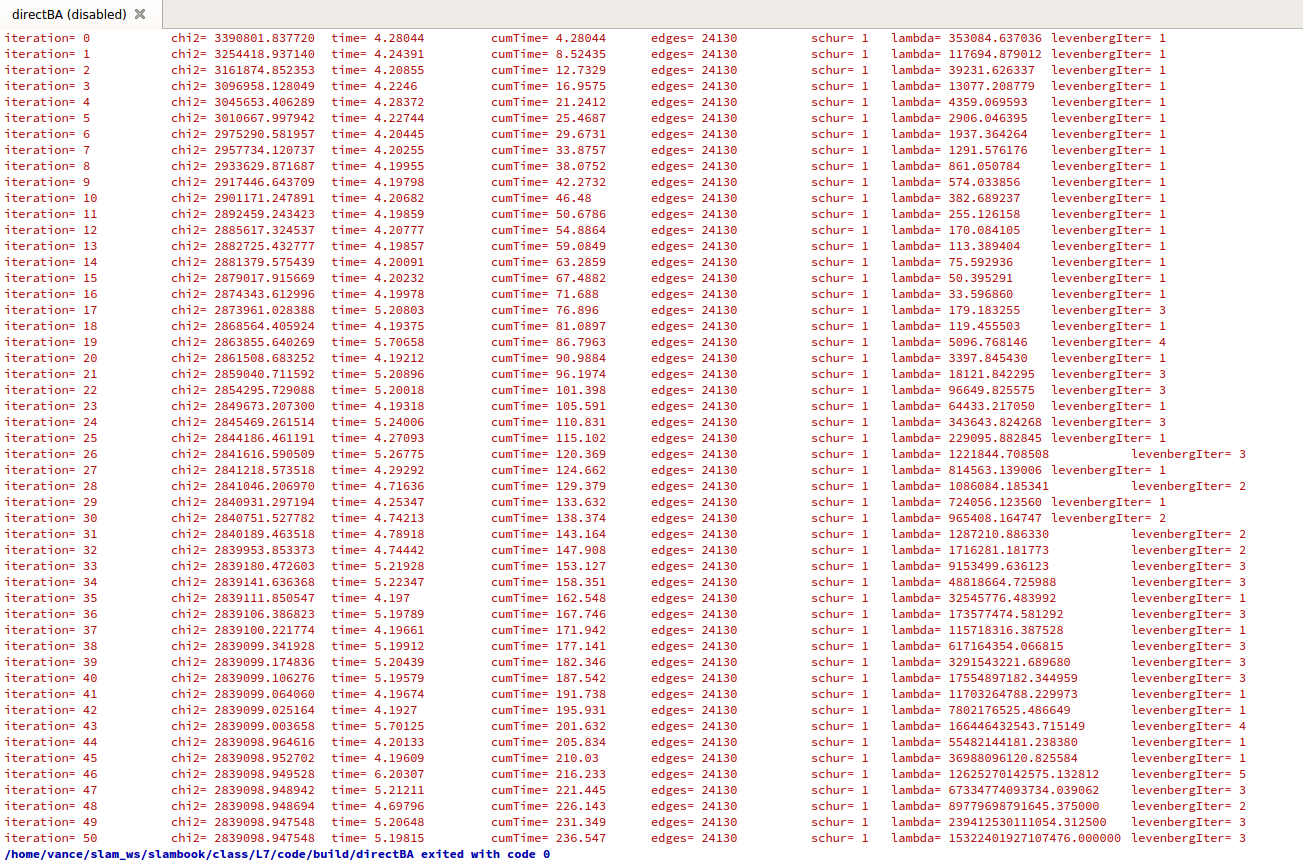 directBA (disabled)
iteration= 0 chi2= 3390801.837720 time= 4.28044 cumTime= 4.28044 edges= 24130 schur= 1 lambda= 353084.637036 levenbergIter= 1
iteration= 1 chi2= 3254418.937140 time= 4.24391 cumTime= 8.52435 edges= 24130 schur= 1 lambda= 117694.879012 levenbergIter= 1
iteration= 2 chi2= 3161874.852353 time= 4.20855 cumTime= 12.7329 edges= 24130 schur= 1 lambda= 39231.626337 levenbergIter= 1
iteration= 3 chi2= 3096958.128049 time= 4.2246 cumTime= 16.9575 edges= 24130 schur= 1 lambda= 13077.208779 levenbergIter= 1
iteration= 4 chi2= 3045653.406289 time= 4.28372 cumTime= 21.2412 edges= 24130 schur= 1 lambda= 4359.069593 levenbergIter= 1
iteration= 5 chi2= 3010667.997942 time= 4.22744 cumTime= 25.4687 edges= 24130 schur= 1 lambda= 2906.046395 levenbergIter= 1
iteration= 6 chi2= 2975290.581957 time= 4.20445 cumTime= 29.6731 edges= 24130 schur= 1 lambda= 1937.364264 levenbergIter= 1
iteration= 7 chi2= 2957734.120737 time= 4.20255 cumTime= 33.8757 edges= 24130 schur= 1 lambda= 1291.576176 levenbergIter= 1
iteration= 8 chi2= 2933629.871687 time= 4.19955 cumTime= 38.0752 edges= 24130 schur= 1 lambda= 861.050784 levenbergIter= 1
iteration= 9 chi2= 2917446.643709 time= 4.19798 cumTime= 42.2732 edges= 24130 schur= 1 lambda= 574.033856 levenbergIter= 1
iteration= 10 chi2= 2901171.247891 time= 4.20682 cumTime= 46.48 edges= 24130 schur= 1 lambda= 382.689237 levenbergIter= 1
iteration= 11 chi2= 2892459.243423 time= 4.19859 cumTime= 50.6786 edges= 24130 schur= 1 lambda= 255.126158 levenbergIter= 1
iteration= 12 chi2= 2885617.324537 time= 4.20777 cumTime= 54.8864 edges= 24130 schur= 1 lambda= 170.084105 levenbergIter= 1
iteration= 13 chi2= 2882725.432777 time= 4.19857 cumTime= 59.0849 edges= 24130 schur= 1 lambda= 113.389404 levenbergIter= 1
iteration= 14 chi2= 2881379.575439 time= 4.20091 cumTime= 63.2859 edges= 24130 schur= 1 lambda= 75.592936 levenbergIter= 1
iteration= 15 chi2= 2879017.915669 time= 4.20232 cumTime= 67.4882 edges= 24130 schur= 1 lambda= 50.395291 levenbergIter= 1
iteration= 16 chi2= 2874343.612996 time= 4.19978 cumTime= 71.688 edges= 24130 schur= 1 lambda= 33.596860 levenbergIter= 1
iteration= 17 chi2= 2873961.028388 time= 5.20803 cumTime= 76.896 edges= 24130 schur= 1 lambda= 179.183255 levenbergIter= 3
iteration= 18 chi2= 2868564.405924 time= 4.19375 cumTime= 81.0897 edges= 24130 schur= 1 lambda= 119.455503 levenbergIter= 1
iteration= 19 chi2= 2863855.640269 time= 5.70658 cumTime= 86.7963 edges= 24130 schur= 1 lambda= 5096.768146 levenbergIter= 4
iteration= 20 chi2= 2861508.683252 time= 4.19212 cumTime= 90.9884 edges= 24130 schur= 1 lambda= 3397.845430 levenbergIter= 1
iteration= 21 chi2= 2859040.711592 time= 5.20896 cumTime= 96.1974 edges= 24130 schur= 1 lambda= 18121.842295 levenbergIter= 3
iteration= 22 chi2= 2854295.729088 time= 5.20018 cumTime= 101.398 edges= 24130 schur= 1 lambda= 96649.825575 levenbergIter= 3
iteration= 23 chi2= 2849673.207300 time= 4.19318 cumTime= 105.591 edges= 24130 schur= 1 lambda= 64433.217050 levenbergIter= 1
iteration= 24 chi2= 2845469.261514 time= 5.24006 cumTime= 110.831 edges= 24130 schur= 1 lambda= 343643.824268 levenbergIter= 3
iteration= 25 chi2= 2844186.461191 time= 4.27093 cumTime= 115.102 edges= 24130 schur= 1 lambda= 229095.882845 levenbergIter= 1
iteration= 26 chi2= 2841616.590509 time= 5.26775 cumTime= 120.369 edges= 24130 schur= 1 lambda= 1221844.708508 levenbergIter= 3
iteration= 27 chi2= 2841218.573518 time= 4.29292 cumTime= 124.662 edges= 24130 schur= 1 lambda= 814563.139006 levenbergIter= 1
iteration= 28 chi2= 2841046.206970 time= 4.71636 cumTime= 129.379 edges= 24130 schur= 1 lambda= 1086084.185341 levenbergIter= 2
iteration= 29 chi2= 2840931.297194 time= 4.25347 cumTime= 133.632 edges= 24130 schur= 1 lambda= 724056.123560 levenbergIter= 1
iteration= 30 chi2= 2840751.527782 time= 4.74213 cumTime= 138.374 edges= 24130 schur= 1 lambda= 965408.164747 levenbergIter= 2
iteration= 31 chi2= 2840189.463518 time= 4.78918 cumTime= 143.164 edges= 24130 schur= 1 lambda= 1287210.886330 levenbergIter= 2
iteration= 32 chi2= 2839953.853373 time= 4.74442 cumTime= 147.908 edges= 24130 schur= 1 lambda= 1716281.181773 levenbergIter= 2
iteration= 33 chi2= 2839180.472603 time= 5.21928 cumTime= 153.127 edges= 24130 schur= 1 lambda= 9153499.636123 levenbergIter= 3
iteration= 34 chi2= 2839141.636368 time= 5.22347 cumTime= 158.351 edges= 24130 schur= 1 lambda= 48818664.725988 levenbergIter= 3
iteration= 35 chi2= 2839111.850547 time= 4.197 cumTime= 162.548 edges= 24130 schur= 1 lambda= 32545776.483992 levenbergIter= 1
iteration= 36 chi2= 2839106.386823 time= 5.19789 cumTime= 167.746 edges= 24130 schur= 1 lambda= 173577474.581292 levenbergIter= 3
iteration= 37 chi2= 2839100.221774 time= 4.19661 cumTime= 171.942 edges= 24130 schur= 1 lambda= 115718316.387528 levenbergIter= 1
iteration= 38 chi2= 2839099.341928 time= 5.19912 cumTime= 177.141 edges= 24130 schur= 1 lambda= 617164354.066815 levenbergIter= 3
iteration= 39 chi2= 2839099.174836 time= 5.20439 cumTime= 182.346 edges= 24130 schur= 1 lambda= 3291543221.689680 levenbergIter= 3
iteration= 40 chi2= 2839099.106276 time= 5.19579 cumTime= 187.542 edges= 24130 schur= 1 lambda= 17554897182.344959 levenbergIter= 3
iteration= 41 chi2= 2839099.064060 time= 4.19674 cumTime= 191.738 edges= 24130 schur= 1 lambda= 11703264788.229973 levenbergIter= 1
iteration= 42 chi2= 2839099.025164 time= 4.1927 cumTime= 195.931 edges= 24130 schur= 1 lambda= 7802176525.486649 levenbergIter= 1
iteration= 43 chi2= 2839099.003658 time= 5.70125 cumTime= 201.632 edges= 24130 schur= 1 lambda= 166446432543.715149 levenbergIter= 4
iteration= 44 chi2= 2839098.964616 time= 4.20133 cumTime= 205.834 edges= 24130 schur= 1 lambda= 55482144181.238380 levenbergIter= 1
iteration= 45 chi2= 2839098.952702 time= 4.19609 cumTime= 210.03 edges= 24130 schur= 1 lambda= 36988096120.825584 levenbergIter= 1
iteration= 46 chi2= 2839098.949528 time= 6.20307 cumTime= 216.233 edges= 24130 schur= 1 lambda= 12625270142575.132812 levenbergIter= 5
iteration= 47 chi2= 2839098.948942 time= 5.21211 cumTime= 221.445 edges= 24130 schur= 1 lambda= 67334774093734.039062 levenbergIter= 3
iteration= 48 chi2= 2839098.948694 time= 4.69796 cumTime= 226.143 edges= 24130 schur= 1 lambda= 89779698791645.375000 levenbergIter= 2
iteration= 49 chi2= 2839098.947548 time= 5.20648 cumTime= 231.349 edges= 24130 schur= 1 lambda= 239412530111054.312500 levenbergIter= 3
iteration= 50 chi2= 2839098.947548 time= 5.19815 cumTime= 236.547 edges= 24130 schur= 1 lambda= 15322401927107476.000000 levenbergIter= 3
/home/vance/slam_ws/slambook/class/L7/code/build/directBA exited with code 0